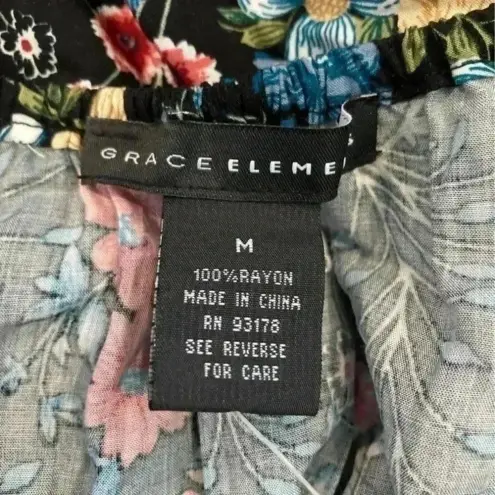 GRACE ELEME
M
100%RAYON
MADE IN CHINA
RN 93178
SEE REVERSE
FOR CARE